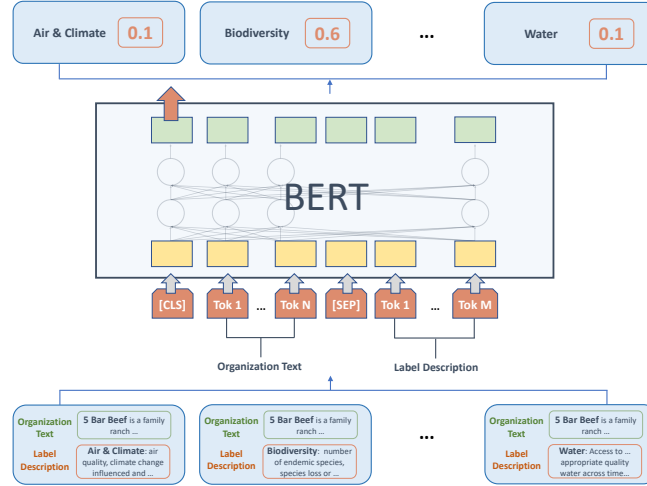 Air & Climate 0.1
Biodiversity 0.6
...
Water 0.1
BERT
[CLS] Tok 1 ... Tok N [SEP] Tok 1 ... Tok M
Organization Text
Label Description
Organization
Text
5 Bar Beef is a family
ranch ...
Label
Description
Air & Climate: air
quality, climate change
influenced and ...
Organization
Text
5 Bar Beef is a family
ranch ...
Label
Description
Biodiversity: number
of endemic species,
species loss or ...
...
Organization
Text
5 Bar Beef is a family
ranch ...
Label
Description
Water: Access to ...
appropriate quality
water across time...